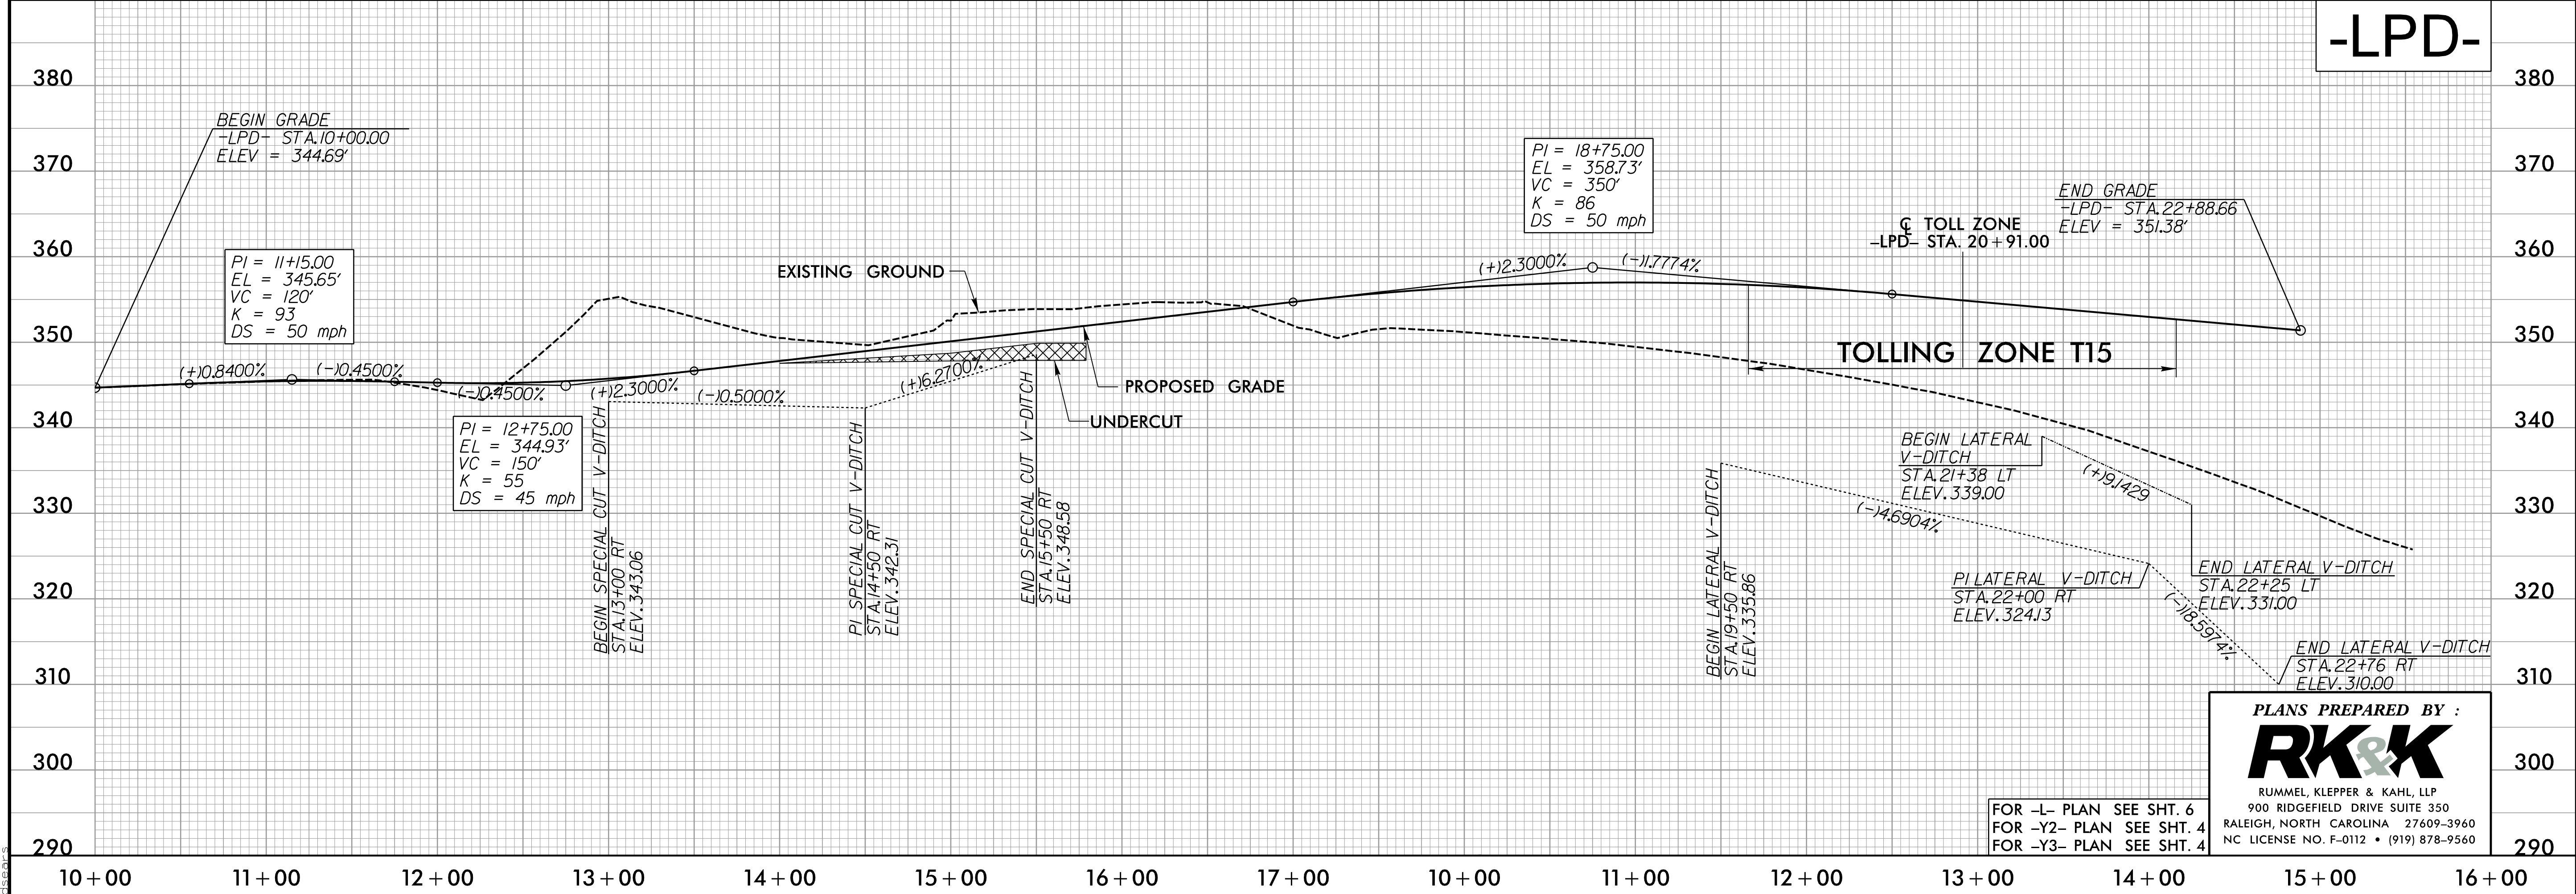 -LPD-
380
380
370
370
360
360
350
350
340
340
330
330
320
320
310
310
300
300
290
290
BEGIN GRADE
-LPD- STA.10+00.00
ELEV = 344.69'
PI = 11+15.00
EL = 345.65'
VC = 120'
K = 93
DS = 50 mph
(+)0.8400%
(-)0.4500%
(-)0.4500%
(+)2.3000%
PI = 12+75.00
EL = 344.93'
VC = 150'
K = 55
DS = 45 mph
BEGIN SPECIAL CUT V-DITCH
STA.13+00 RT
ELEV.343.06
(-)0.5000%
PI SPECIAL CUT V-DITCH
STA.14+50 RT
ELEV.342.31
(+)6.2700%
END SPECIAL CUT V-DITCH
STA.15+50 RT
ELEV.348.58
EXISTING GROUND
PROPOSED GRADE
UNDERCUT
PI = 18+75.00
EL = 358.73'
VC = 350'
K = 86
DS = 50 mph
(+)2.3000%
(-)1.7774%
℄ TOLL ZONE
-LPD- STA. 20+91.00
END GRADE
-LPD- STA.22+88.66
ELEV = 351.38'
TOLLING ZONE T15
BEGIN LATERAL V-DITCH
STA.19+50 RT
ELEV.335.86
(-)4.6904%
BEGIN LATERAL
V-DITCH
STA.21+38 LT
ELEV.339.00
(+)9.1429
PI LATERAL V-DITCH
STA.22+00 RT
ELEV.324.13
END LATERAL V-DITCH
STA.22+25 LT
ELEV.331.00
(-)18.5974%
END LATERAL V-DITCH
STA.22+76 RT
ELEV.310.00
PLANS PREPARED BY :
RK&K
RUMMEL, KLEPPER & KAHL, LLP
900 RIDGEFIELD DRIVE SUITE 350
RALEIGH, NORTH CAROLINA 27609-3960
NC LICENSE NO. F-0112 • (919) 878-9560
FOR -L- PLAN SEE SHT. 6
FOR -Y2- PLAN SEE SHT. 4
FOR -Y3- PLAN SEE SHT. 4
10+00
11+00
12+00
13+00
14+00
15+00
16+00
17+00
10+00
11+00
12+00
13+00
14+00
15+00
16+00
dsears